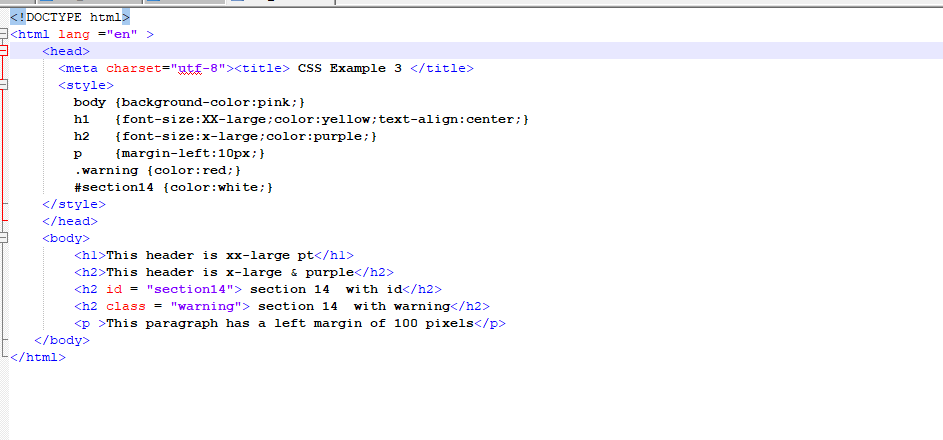 <!DOCTYPE html>
<html lang ="en" >
<head>
<meta charset="utf-8"><title> CSS Example 3 </title>
<style>
body {background-color:pink;}
h1   {font-size:XX-large;color:yellow;text-align:center;}
h2   {font-size:x-large;color:purple;}
p    {margin-left:10px;}
.warning {color:red;}
#section14 {color:white;}
</style>
</head>
<body>
<h1>This header is xx-large pt</h1>
<h2>This header is x-large & purple</h2>
<h2 id = "section14"> section 14  with id</h2>
<h2 class = "warning"> section 14  with warning</h2>
<p >This paragraph has a left margin of 100 pixels</p>
</body>
</html>